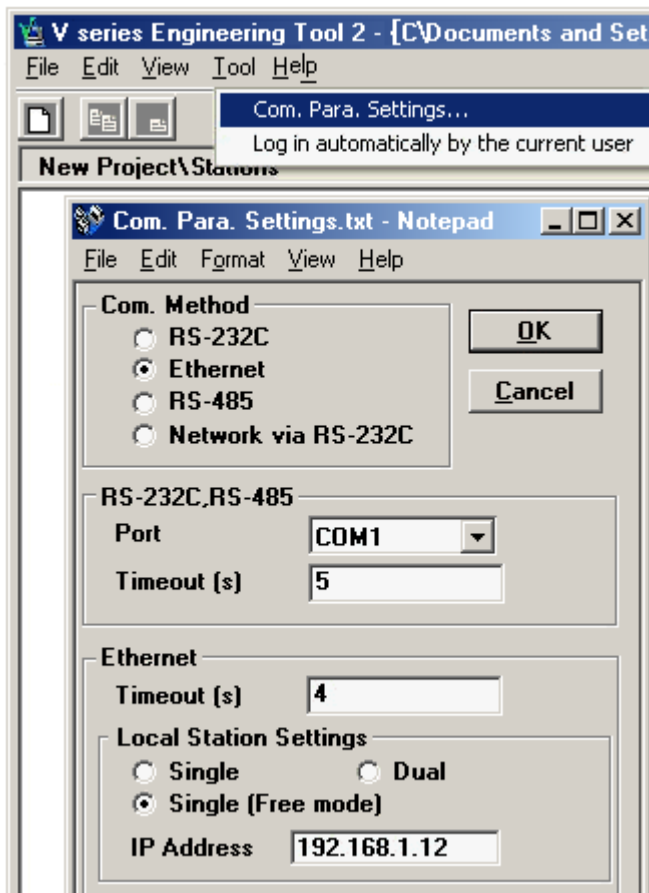 V series Engineering Tool 2 - [C\Documents and Set
File Edit View Tool Help
Com. Para. Settings...
Log in automatically by the current user
New Project\Stations
Com. Para. Settings.txt - Notepad
File Edit Format View Help
Com. Method
RS-232C
OK
Ethernet
Cancel
RS-485
Network via RS-232C
RS-232C,RS-485
Port COM1
Timeout (s) 5
Ethernet
Timeout (s) 4
Local Station Settings
Single Dual
Single (Free mode)
IP Address 192.168.1.12